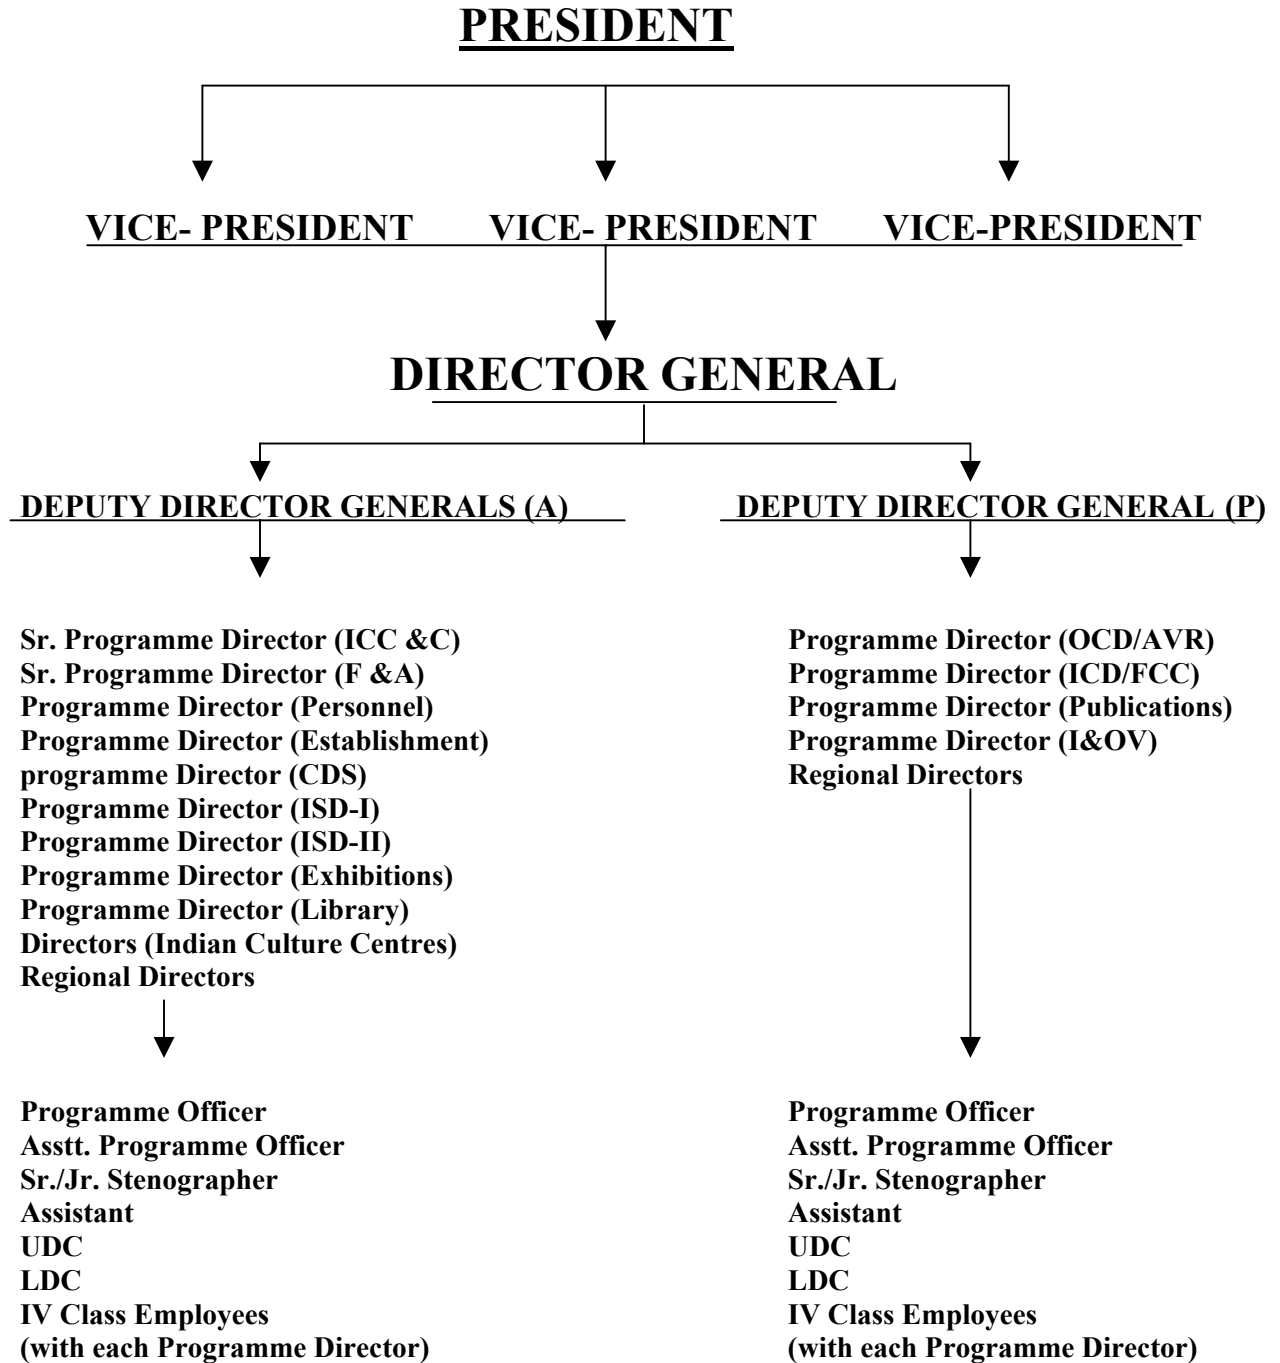 PRESIDENT
VICE- PRESIDENT VICE- PRESIDENT VICE-PRESIDENT
DIRECTOR GENERAL
DEPUTY DIRECTOR GENERALS (A)
Sr. Programme Director (ICC &C)
Sr. Programme Director (F &A)
Programme Director (Personnel)
Programme Director (Establishment)
programme Director (CDS)
Programme Director (ISD-I)
Programme Director (ISD-II)
Programme Director (Exhibitions)
Programme Director (Library)
Directors (Indian Culture Centres)
Regional Directors
Programme Officer
Asstt. Programme Officer
Sr./Jr. Stenographer
Assistant
UDC
LDC
IV Class Employees
(with each Programme Director)
DEPUTY DIRECTOR GENERAL (P)
Programme Director (OCD/AVR)
Programme Director (ICD/FCC)
Programme Director (Publications)
Programme Director (I&OV)
Regional Directors
Programme Officer
Asstt. Programme Officer
Sr./Jr. Stenographer
Assistant
UDC
LDC
IV Class Employees
(with each Programme Director)